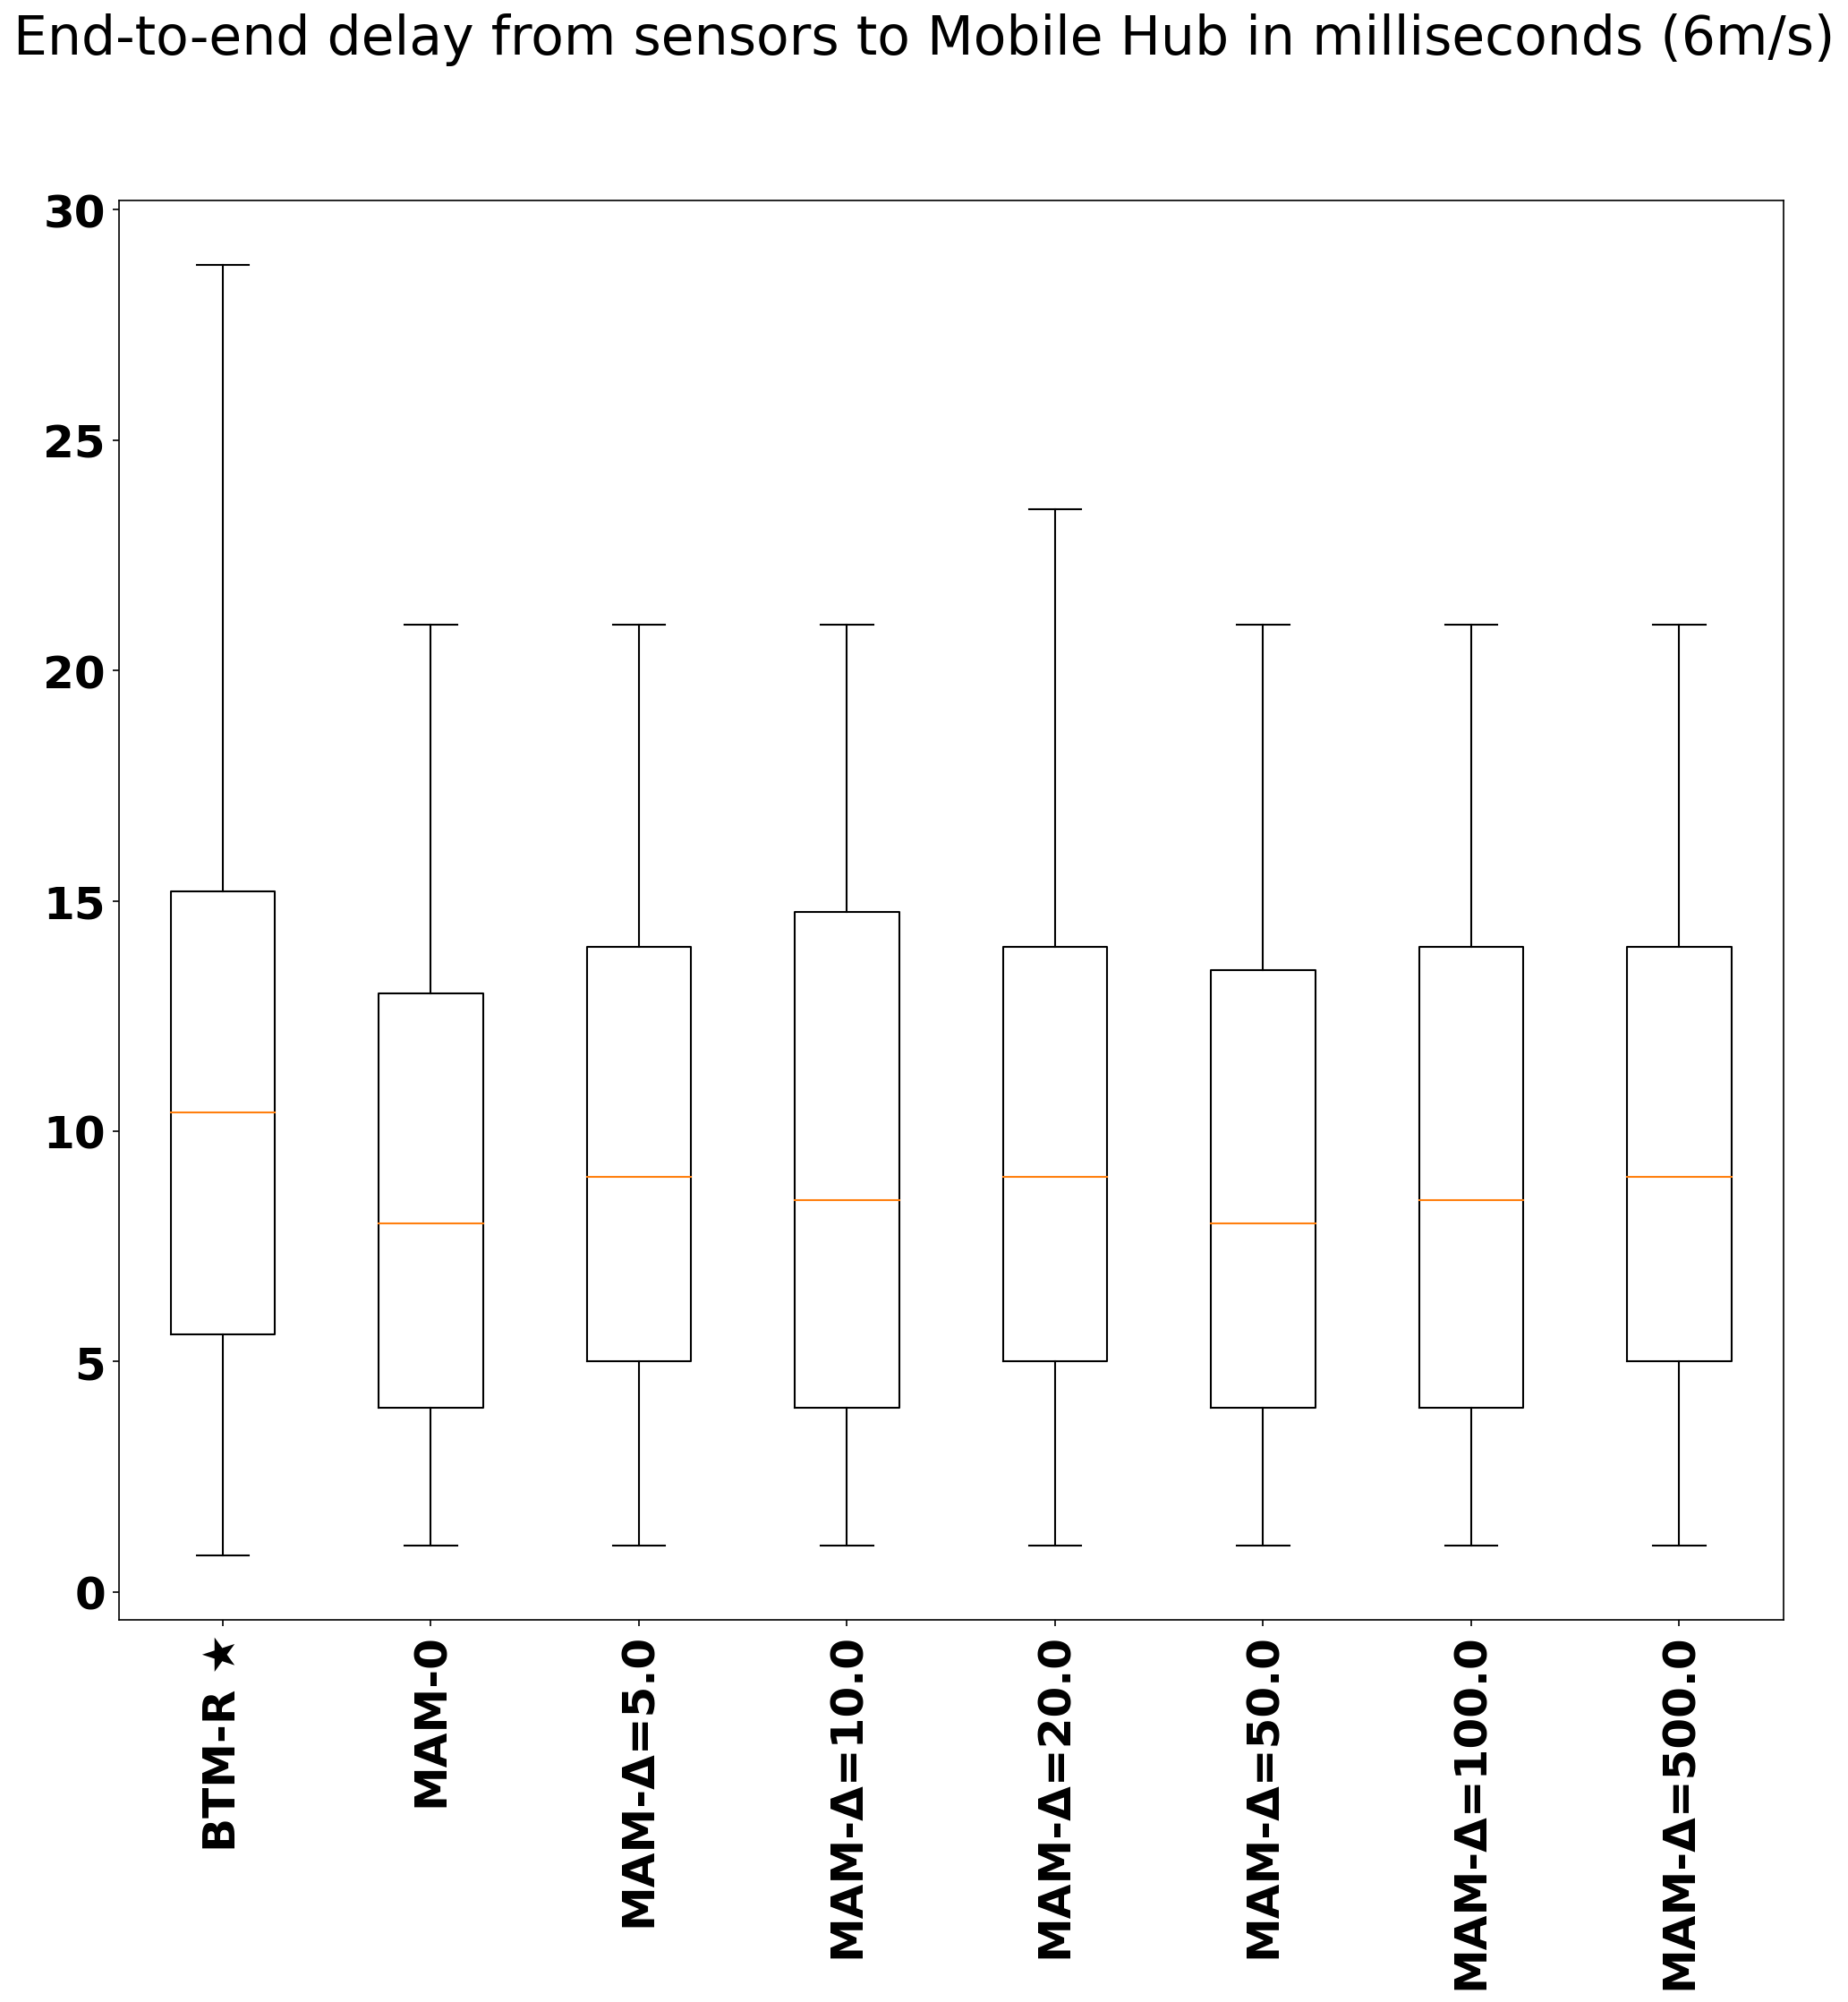 End-to-end delay from sensors to Mobile Hub in milliseconds (6m/s)
30
25
20
15
10
5
0
BTM-R ★
MAM-0
MAM-Δ=5.0
MAM-Δ=10.0
MAM-Δ=20.0
MAM-Δ=50.0
MAM-Δ=100.0
MAM-Δ=500.0